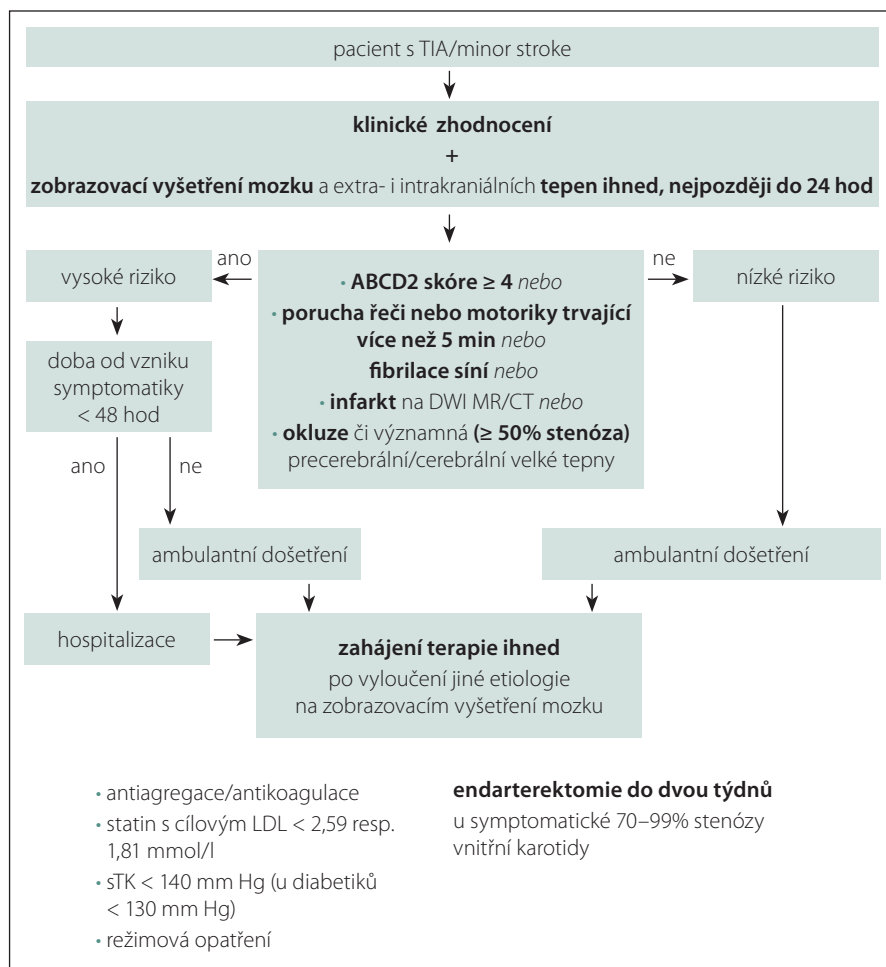 pacient s TIA/minor stroke
klinické zhodnocení
+
zobrazovací vyšetření mozku a extra- i intrakraniálních tepen ihned, nejpozději do 24 hod
ano
ne
vysoké riziko
• ABCD2 skóre ≥ 4 nebo
• porucha řeči nebo motoriky trvající
více než 5 min nebo
fibrilace síní nebo
• infarkt na DWI MR/CT nebo
• okluze či významná (≥ 50% stenóza)
precerebrální/cerebrální velké tepny
nízké riziko
doba od vzniku
symptomatiky
< 48 hod
ano
ne
ambulantní došetření
ambulantní došetření
hospitalizace
zahájení terapie ihned
po vyloučení jiné etiologie
na zobrazovacím vyšetření mozku
• antiagregace/antikoagulace
• statin s cílovým LDL < 2,59 resp.
1,81 mmol/l
• sTK < 140 mm Hg (u diabetiků
< 130 mm Hg)
• režimová opatření
endarterektomie do dvou týdnů
u symptomatické 70–99% stenózy
vnitřní karotidy